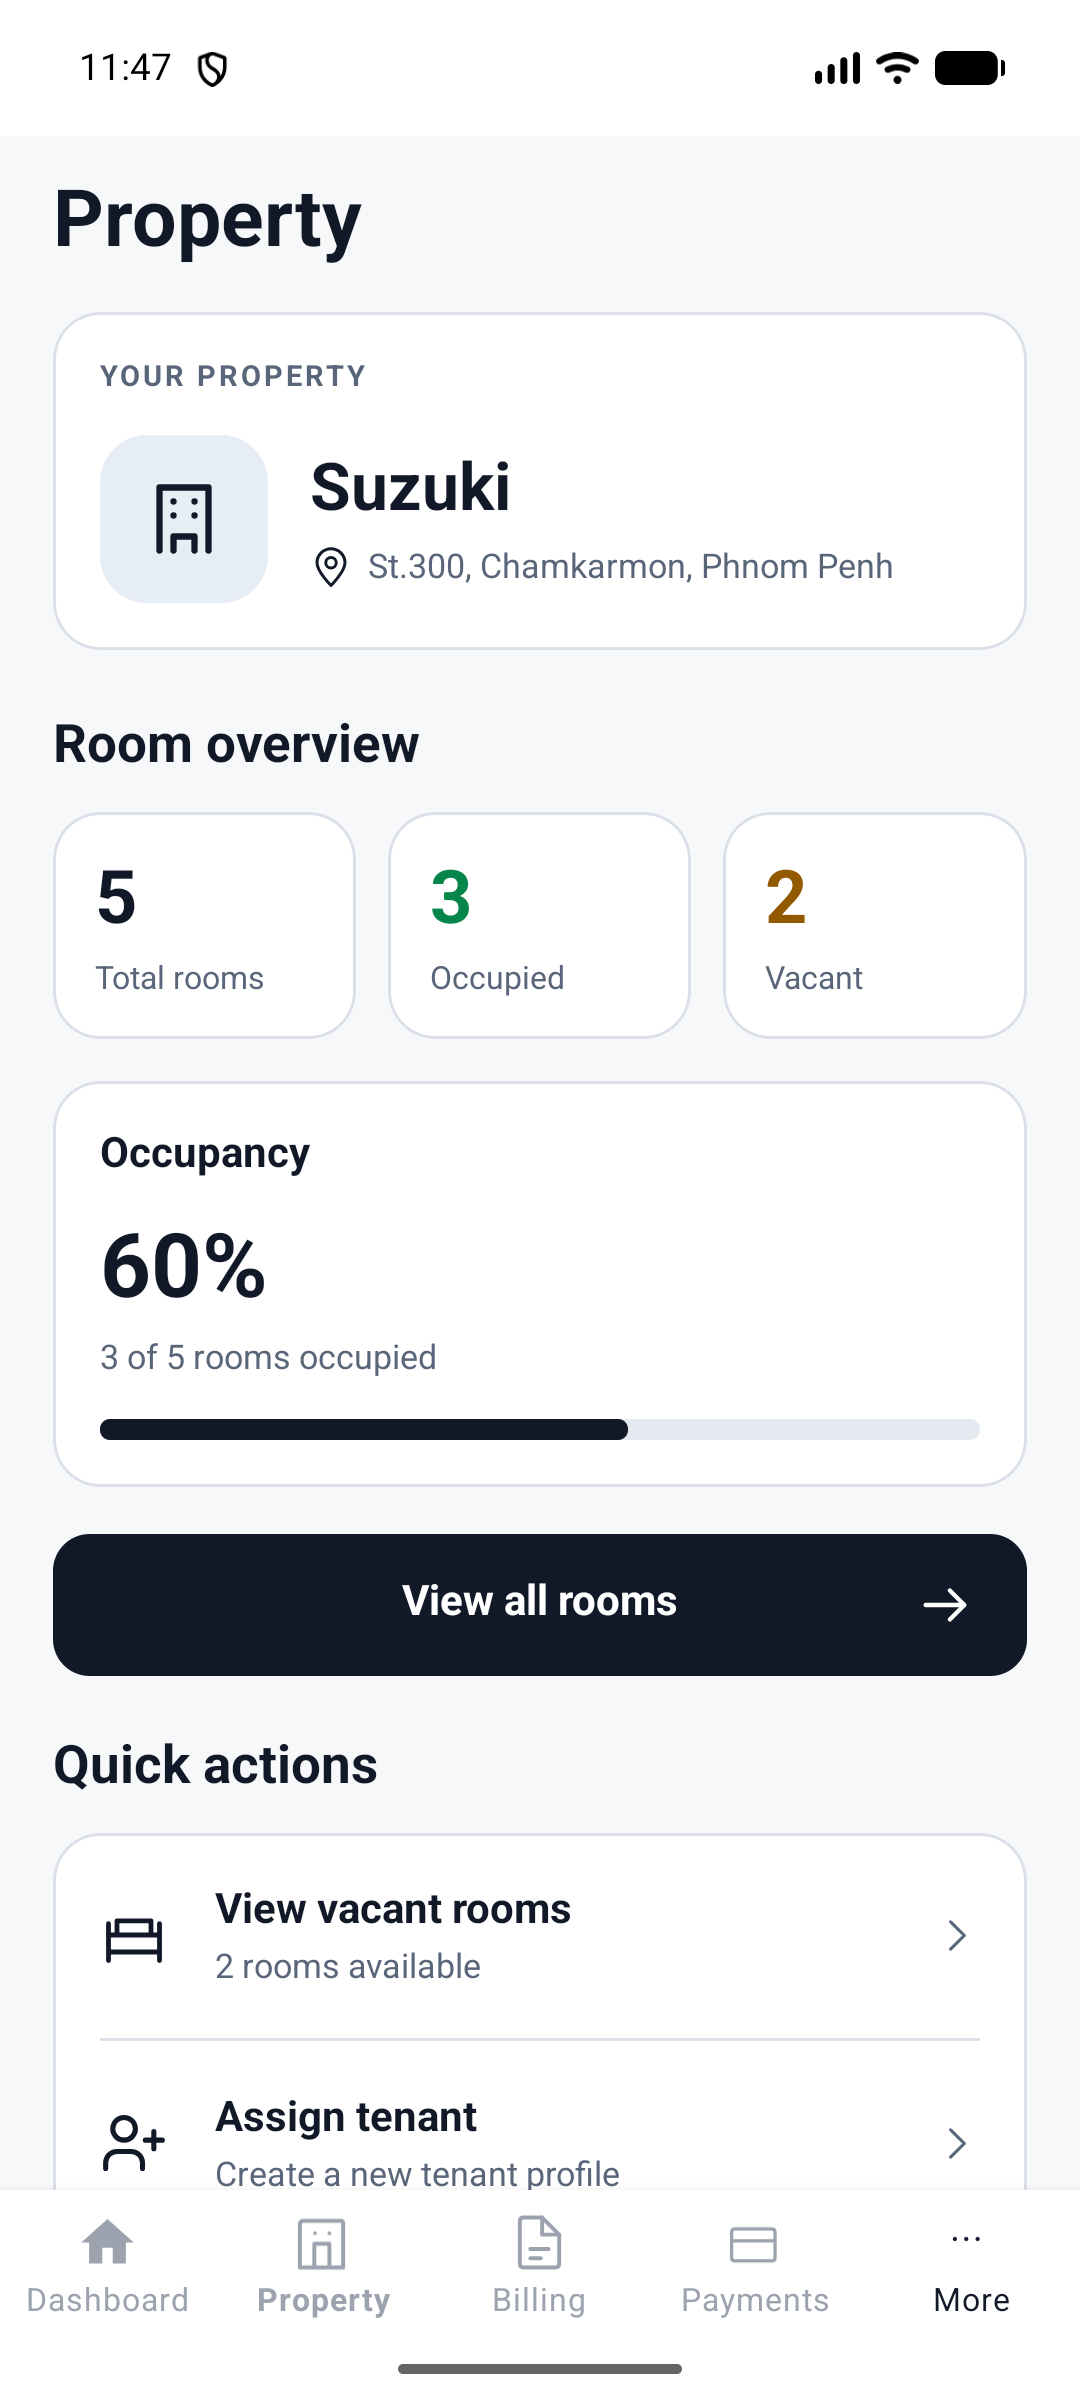 11:47
Property
YOUR PROPERTY
Suzuki
St.300, Chamkarmon, Phnom Penh
Room overview
5
Total rooms
3
Occupied
2
Vacant
Occupancy
60%
3 of 5 rooms occupied
View all rooms
Quick actions
View vacant rooms
2 rooms available
Assign tenant
Create a new tenant profile
Dashboard
Property
Billing
Payments
More